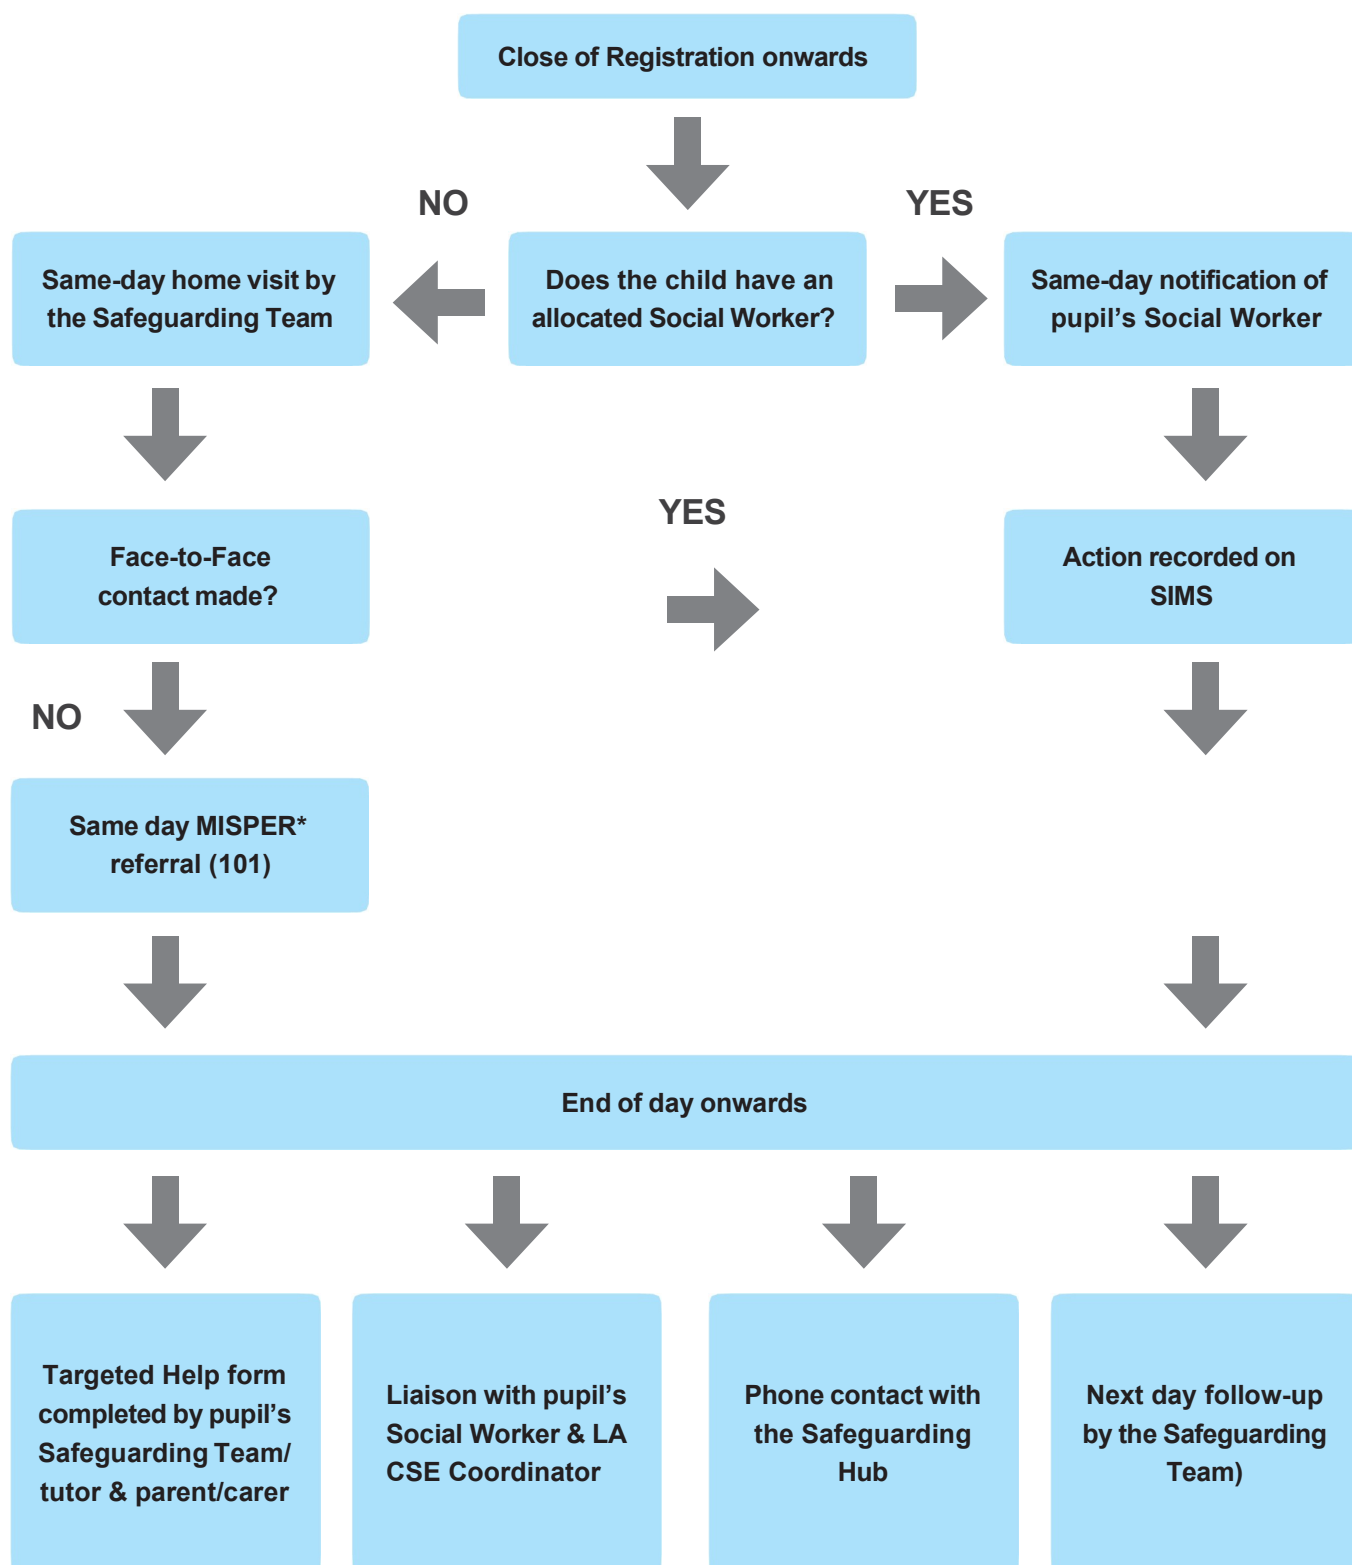 Close of Registration onwards
NO
YES
Same-day home visit by
the Safeguarding Team
Does the child have an
allocated Social Worker?
Same-day notification of
pupil’s Social Worker
YES
Face-to-Face
contact made?
Action recorded on
SIMS
NO
Same day MISPER*
referral (101)
End of day onwards
Targeted Help form
completed by pupil’s
Safeguarding Team/
tutor & parent/carer
Liaison with pupil’s
Social Worker & LA
CSE Coordinator
Phone contact with
the Safeguarding
Hub
Next day follow-up
by the Safeguarding
Team)